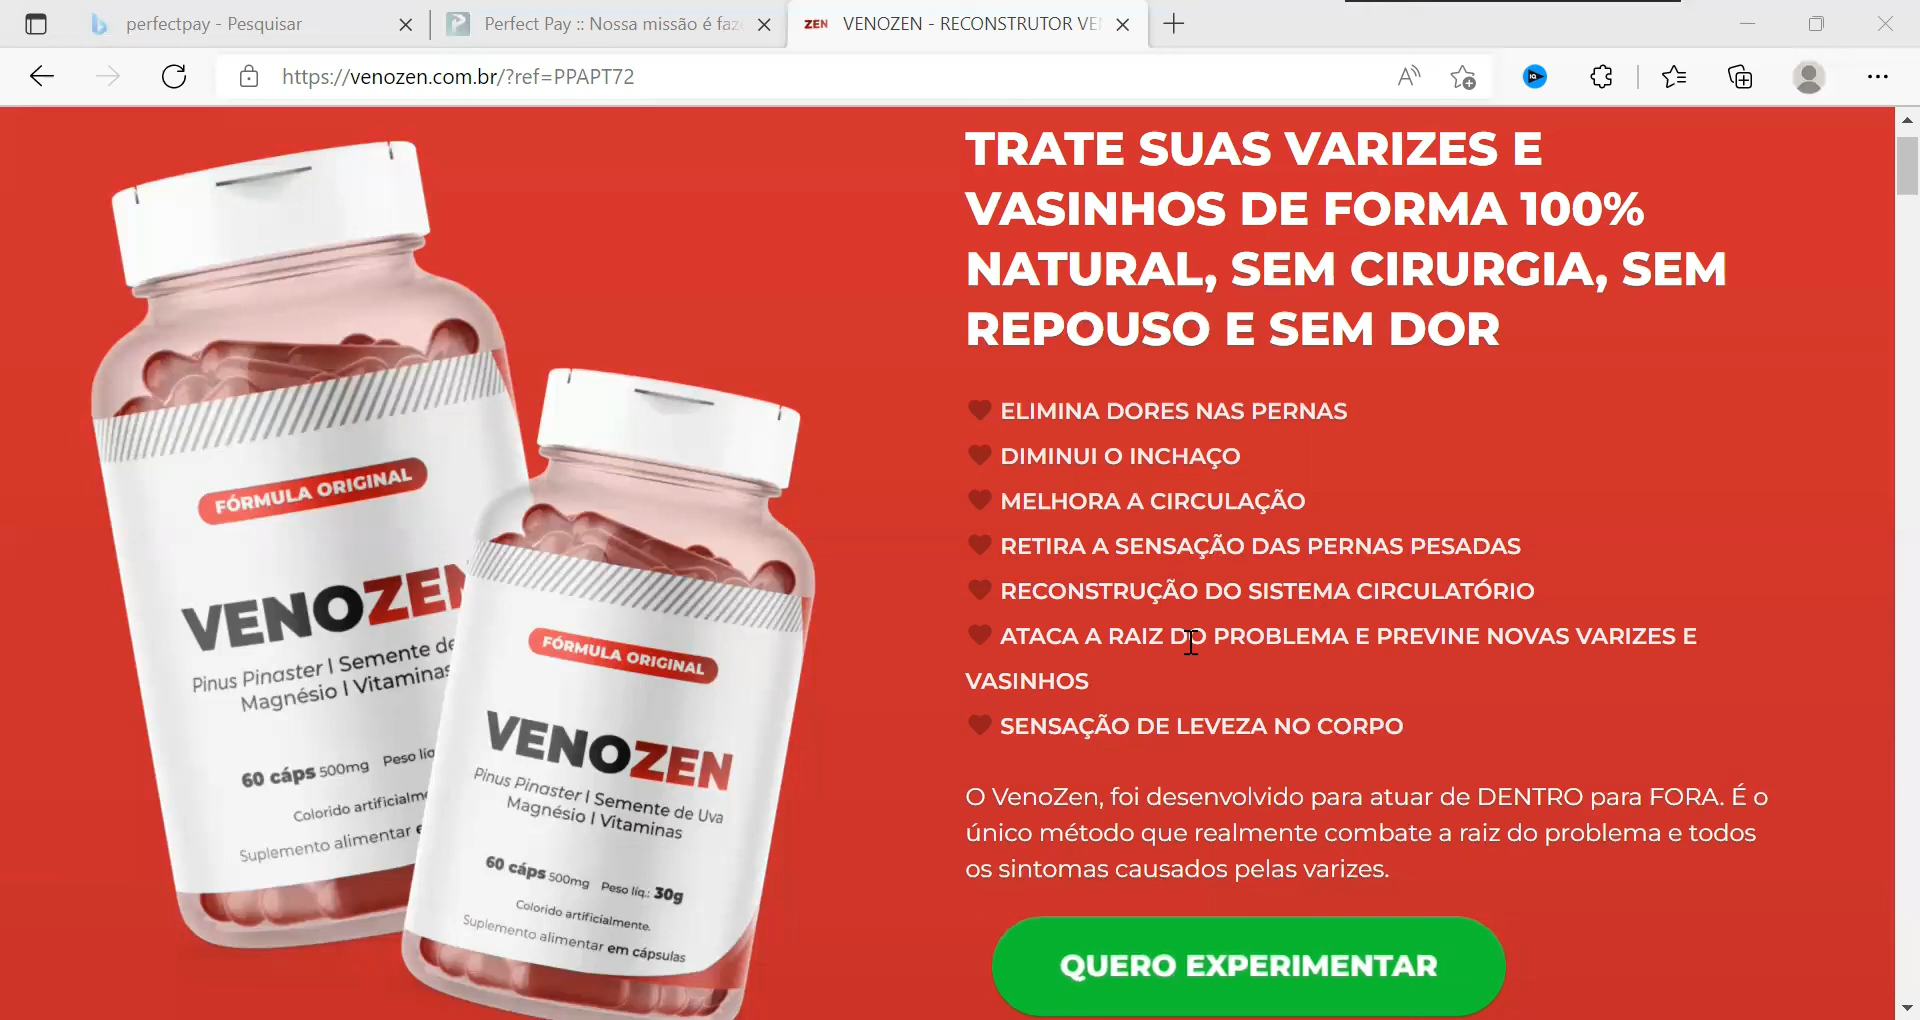 perfectpay - Pesquisar
Perfect Pay :: Nossa missão é faz
ZEN VENOZEN - RECONSTRUTOR VE
https://venozen.com.br/?ref=PPAPT72
TRATE SUAS VARIZES E
VASINHOS DE FORMA 100%
NATURAL, SEM CIRURGIA, SEM
REPOUSO E SEM DOR
ELIMINA DORES NAS PERNAS
DIMINUI O INCHAÇO
MELHORA A CIRCULAÇÃO
RETIRA A SENSAÇÃO DAS PERNAS PESADAS
RECONSTRUÇÃO DO SISTEMA CIRCULATÓRIO
ATACA A RAIZ DO PROBLEMA E PREVINE NOVAS VARIZES E
VASINHOS
SENSAÇÃO DE LEVEZA NO CORPO
O VenoZen, foi desenvolvido para atuar de DENTRO para FORA. É o
único método que realmente combate a raiz do problema e todos
os sintomas causados pelas varizes.
QUERO EXPERIMENTAR
FÓRMULA ORIGINAL
VENOZEN
Pinus Pinaster | Semente de
Magnésio | Vitaminas
60 cáps 500mg Peso líq
Colorido artificialm
Suplemento alimentar e
FÓRMULA ORIGINAL
VENOZEN
Pinus Pinaster | Semente de Uva
Magnésio | Vitaminas
60 cáps 500mg Peso líq.: 30g
Colorido artificialmente.
Suplemento alimentar em cápsulas